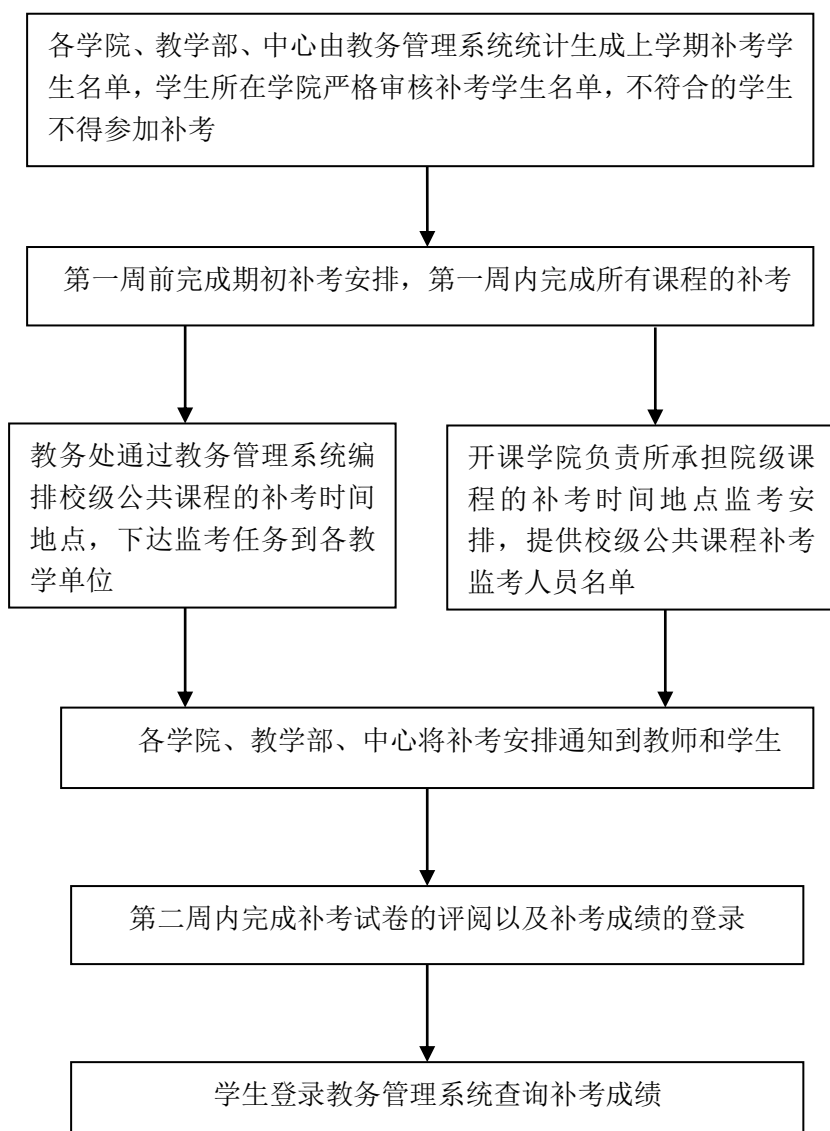 各学院、教学部、中心由教务管理系统统计生成上学期补考学
生名单，学生所在学院严格审核补考学生名单，不符合的学生
不得参加补考
第一周前完成期初补考安排，第一周内完成所有课程的补考
教务处通过教务管理系统编
排校级公共课程的补考时间
地点，下达监考任务到各教
学单位
开课学院负责所承担院级课
程的补考时间地点监考安
排，提供校级公共课程补考
监考人员名单
各学院、教学部、中心将补考安排通知到教师和学生
第二周内完成补考试卷的评阅以及补考成绩的登录
学生登录教务管理系统查询补考成绩